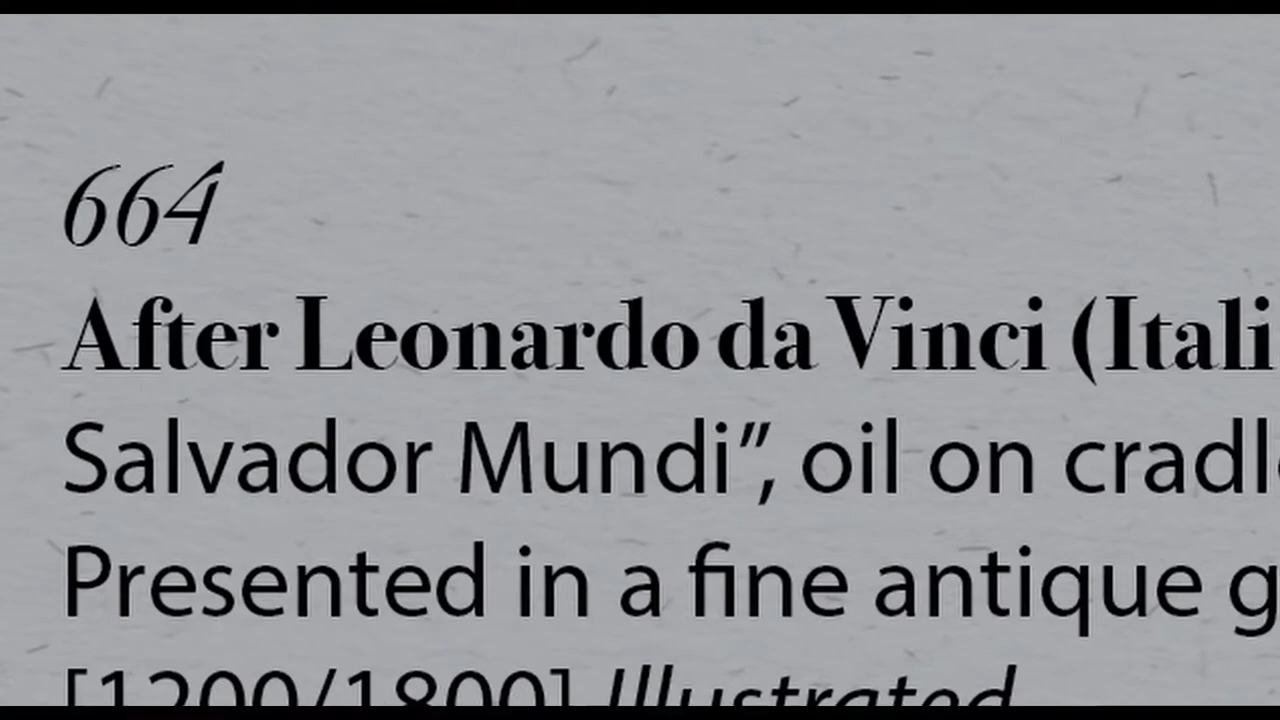 664
After Leonardo da Vinci (Itali
Salvador Mundi”, oil on cradl
Presented in a fine antique g
[1200/1800] Illustrated